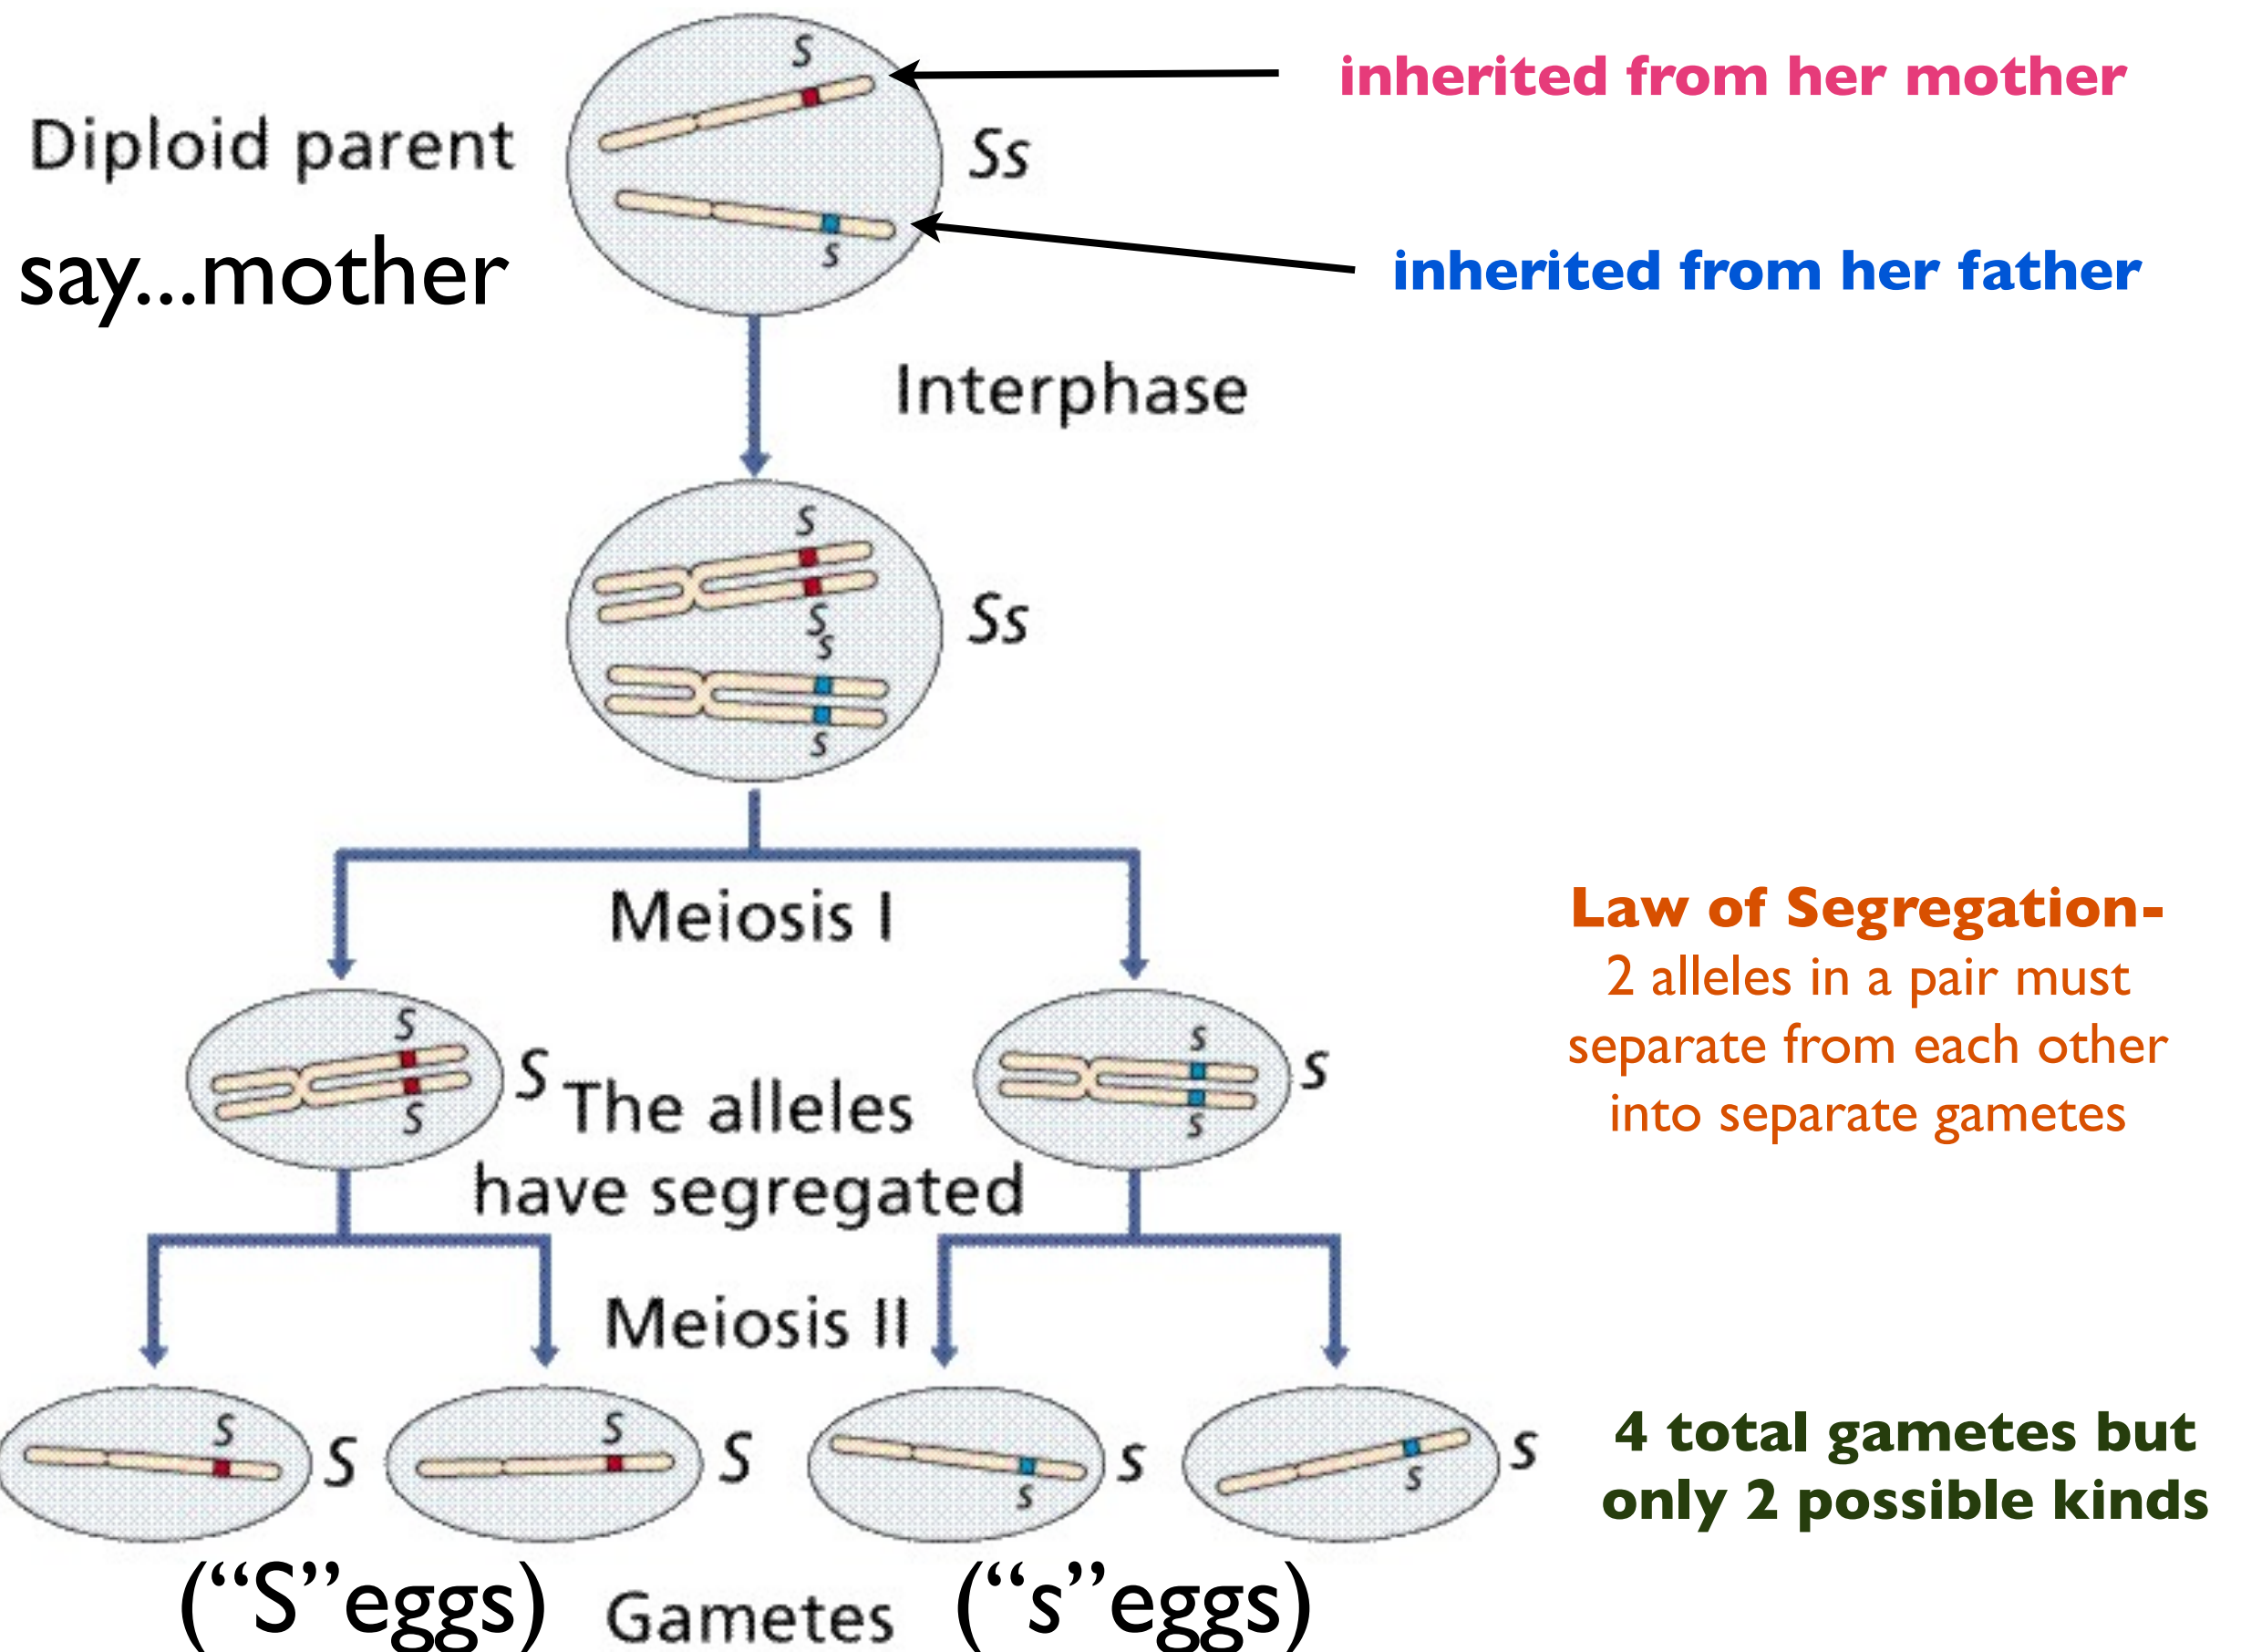 S
inherited from her mother
Diploid parent
Ss
say...mother
s
inherited from her father
Interphase
S
S
Ss
s
s
Meiosis I
Law of Segregation-
2 alleles in a pair must
separate from each other
into separate gametes
S
S
S
s
s
s
The alleles
have segregated
Meiosis II
S
S
S
S
s
s
s
s
4 total gametes but
only 2 possible kinds
(“S”eggs)
Gametes
(“s”eggs)